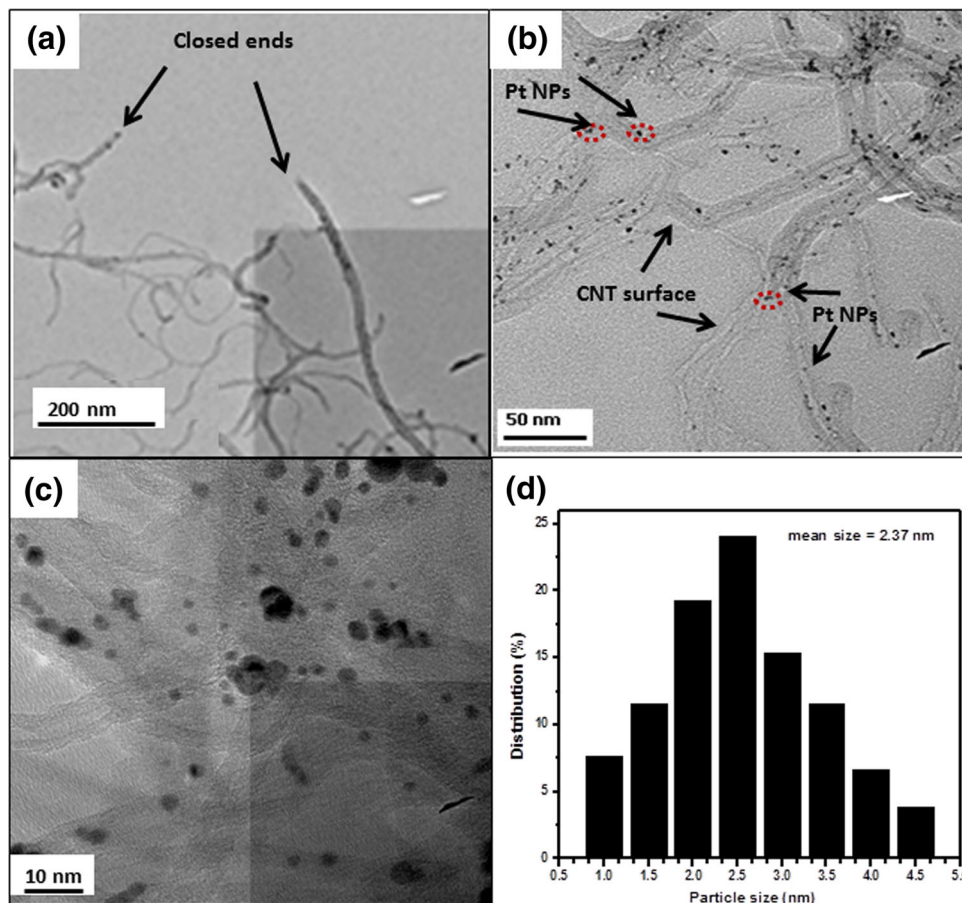 (a)
Closed ends
200 nm
(b)
Pt NPs
CNT surface
Pt NPs
50 nm
(c)
10 nm
(d)
25
20
15
10
5
0
Distribution (%)
mean size = 2.37 nm
0.5 1.0 1.5 2.0 2.5 3.0 3.5 4.0 4.5 5.0
Particle size (nm)